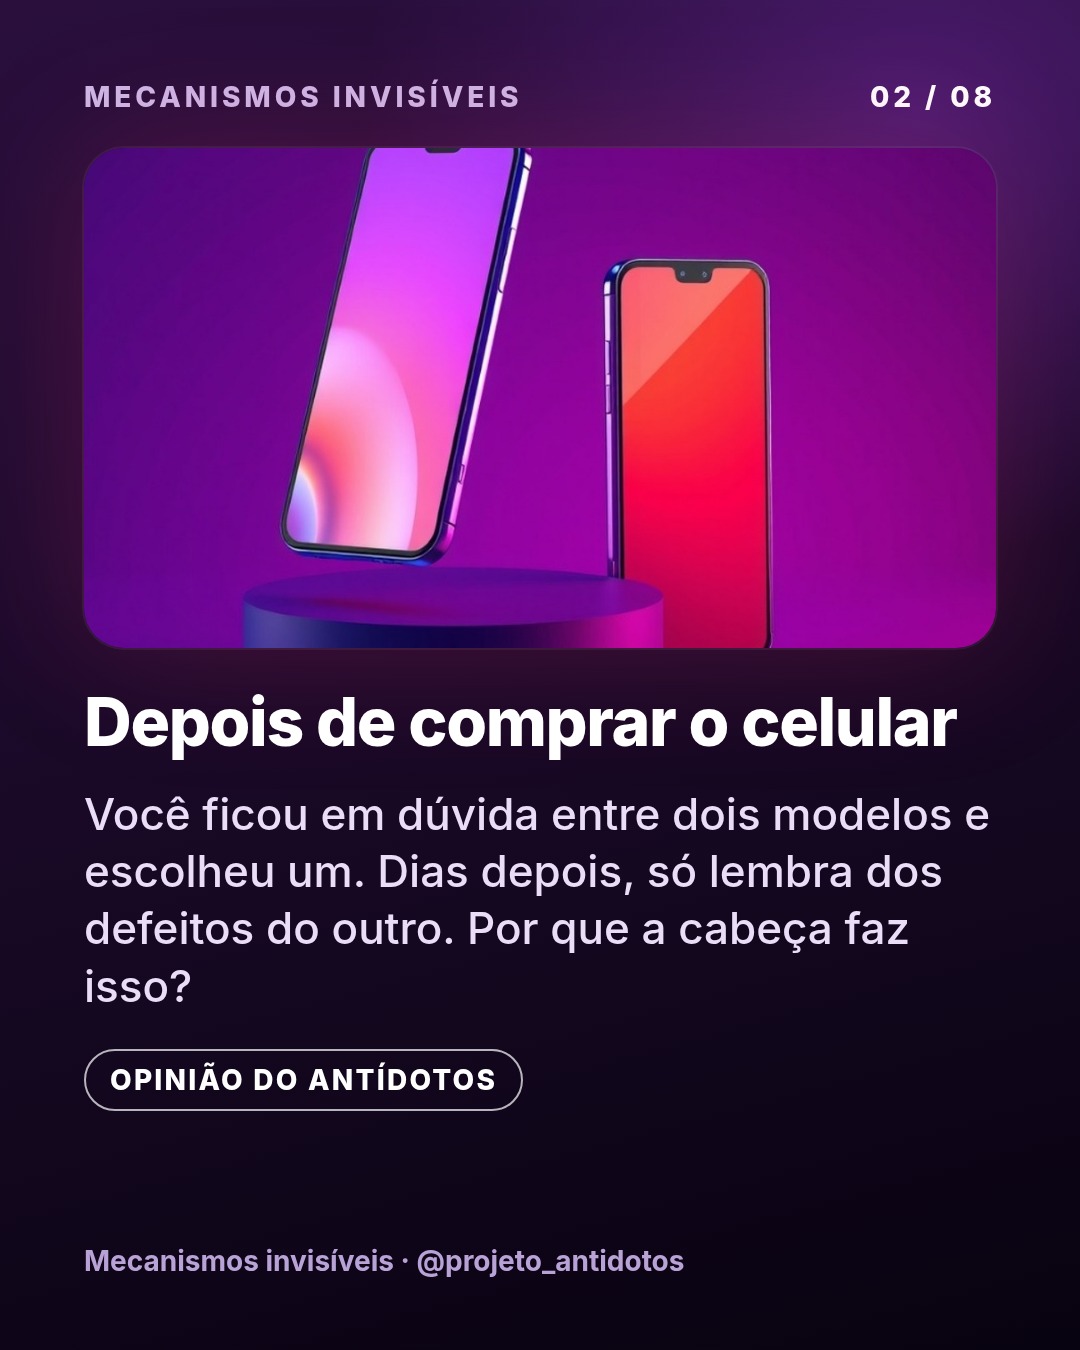 MECANISMOS INVISÍVEIS
02 / 08
Depois de comprar o celular
Você ficou em dúvida entre dois modelos e
escolheu um. Dias depois, só lembra dos
defeitos do outro. Por que a cabeça faz
isso?
OPINIÃO DO ANTÍDOTOS
Mecanismos invisíveis · @projeto_antidotos